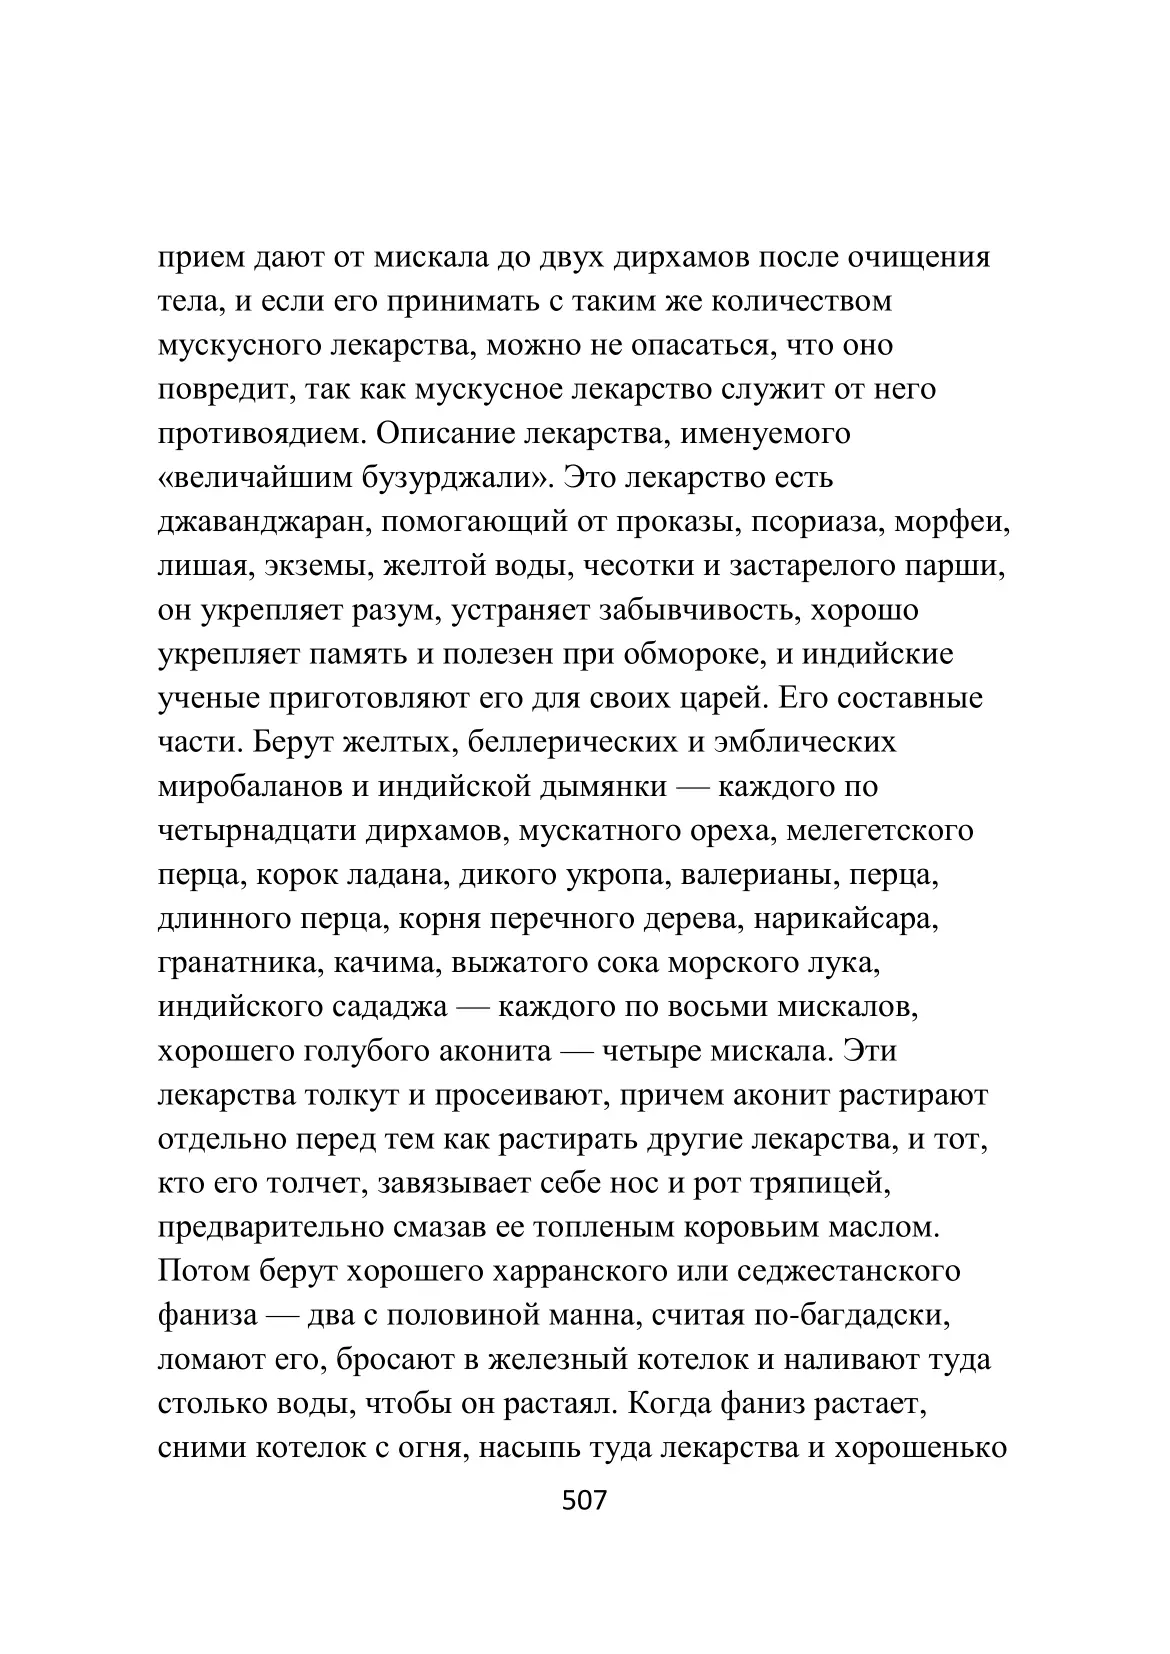 прием дают от мискала до двух дирхамов после очищения
тела, и если его принимать с таким же количеством
мускусного лекарства, можно не опасаться, что оно
повредит, так как мускусное лекарство служит от него
противоядием. Описание лекарства, именуемого
«величайшим бузурджали». Это лекарство есть
джаванджаран, помогающий от проказы, псориаза, морфеи,
лишая, экземы, желтой воды, чесотки и застарелого парши,
он укрепляет разум, устраняет забывчивость, хорошо
укрепляет память и полезен при обмороке, и индийские
ученые приготовляют его для своих царей. Его составные
части. Берут желтых, беллерических и эмблических
миробаланов и индийской дымянки — каждого по
четырнадцати дирхамов, мускатного ореха, мелегетского
перца, корок ладана, дикого укропа, валерианы, перца,
длинного перца, корня перечного дерева, нарикайсара,
гранатника, качима, выжатого сока морского лука,
индийского сададжа — каждого по восьми мискалов,
хорошего голубого аконита — четыре мискала. Эти
лекарства толкут и просеивают, причем аконит растирают
отдельно перед тем как растирать другие лекарства, и тот,
кто его толчет, завязывает себе нос и рот тряпицей,
предварительно смазав ее топленым коровьим маслом.
Потом берут хорошего харранского или седжестанского
фаниза — два с половиной манна, считая по-багдадски,
ломают его, бросают в железный котелок и наливают туда
столько воды, чтобы он растаял. Когда фаниз растает,
сними котелок с огня, насыпь туда лекарства и хорошенько
507